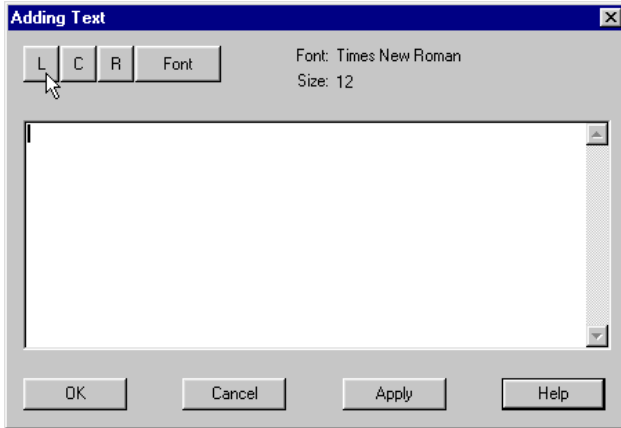 Adding Text
L C R Font Font: Times New Roman
Size: 12
OK Cancel Apply Help